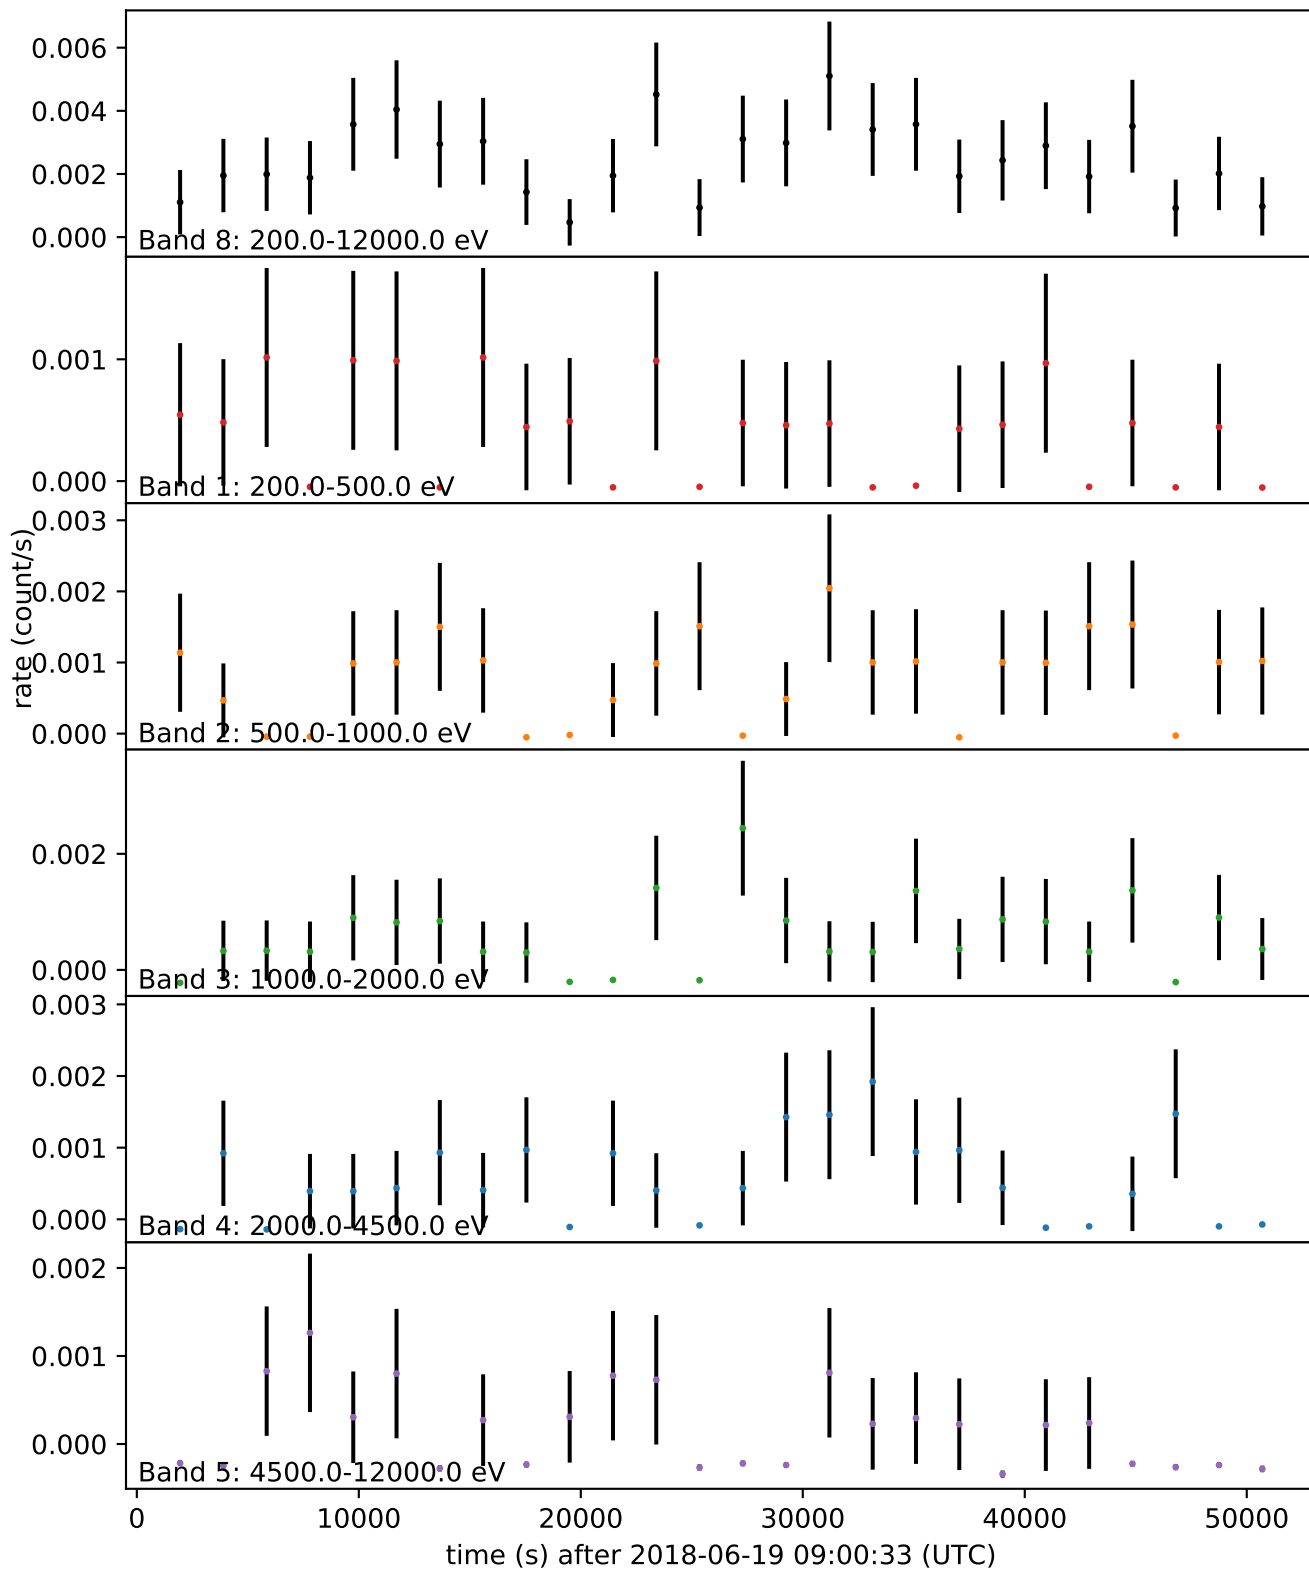 0.006
0.004
0.002
0.000
Band 8: 200.0-12000.0 eV
0.001
0.000
Band 1: 200.0-500.0 eV
0.003
0.002
0.001
0.000
Band 2: 500.0-1000.0 eV
rate (count/s)
0.002
0.000
Band 3: 1000.0-2000.0 eV
0.003
0.002
0.001
0.000
Band 4: 2000.0-4500.0 eV
0.002
0.001
0.000
Band 5: 4500.0-12000.0 eV
0 10000 20000 30000 40000 50000
time (s) after 2018-06-19 09:00:33 (UTC)